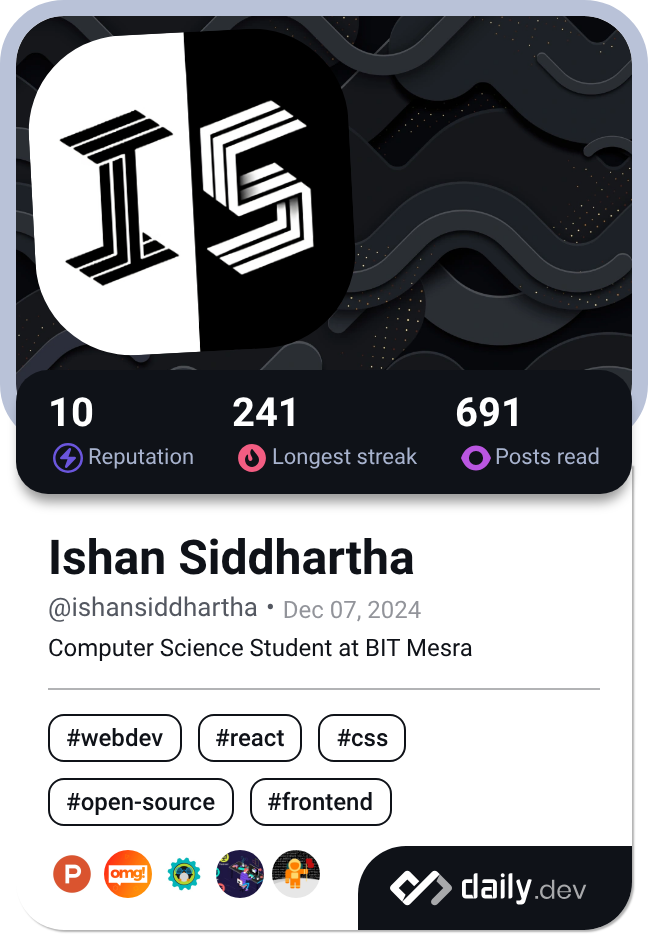 IS
10 241 691
Reputation Longest streak Posts read
Ishan Siddhartha
@ishansiddhartha • Dec 07, 2024
Computer Science Student at BIT Mesra
#webdev #react #css
#open-source #frontend
P omg! daily.dev